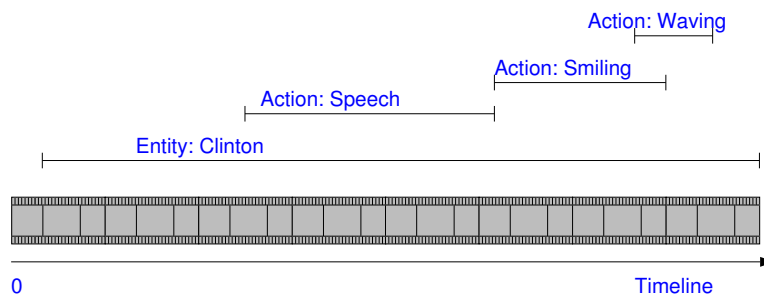 Action: Waving
Action: Smiling
Action: Speech
Entity: Clinton
0 Timeline